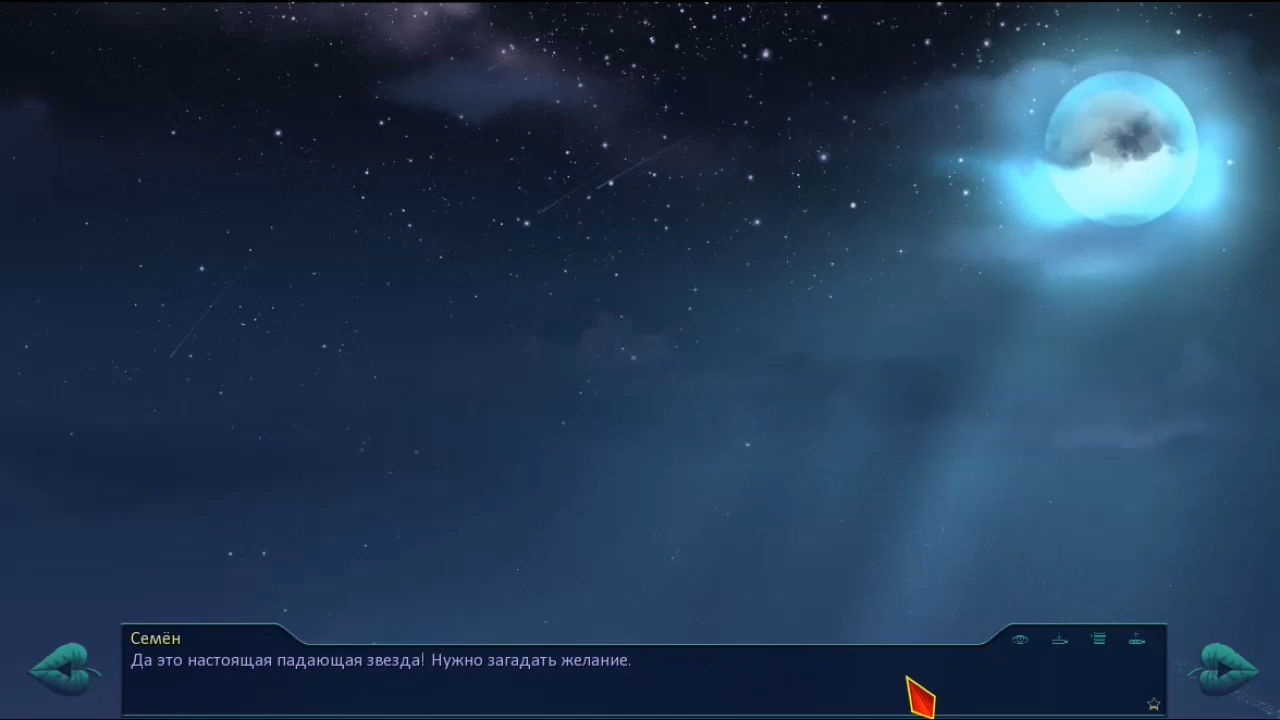 Семён
Да это настоящая падающая звезда! Нужно загадать желание.